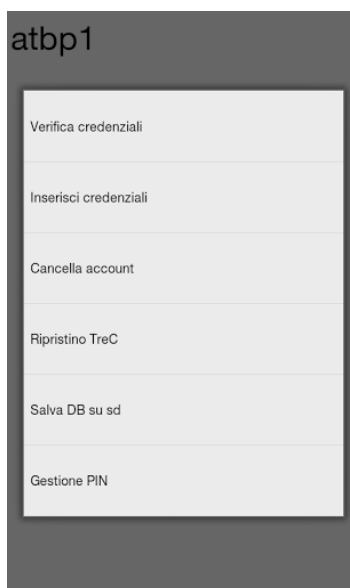 atbp1
Verifica credenziali
Inserisci credenziali
Cancella account
Ripristino TreC
Salva DB su sd
Gestione PIN